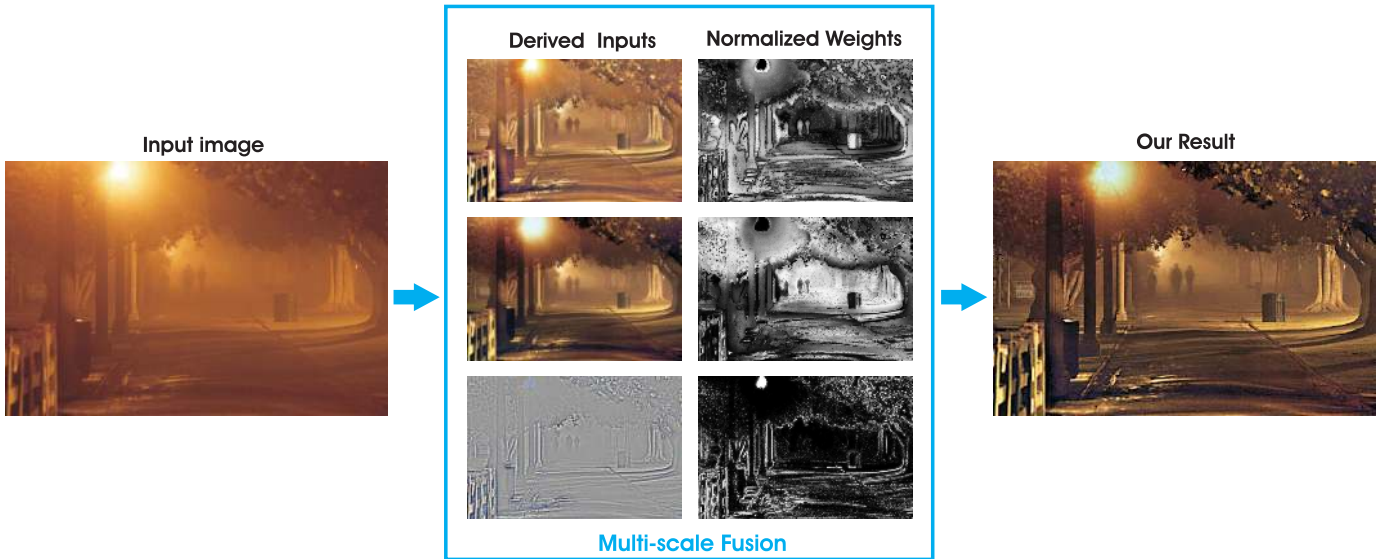 Input image
Derived Inputs
Normalized Weights
Multi-scale Fusion
Our Result